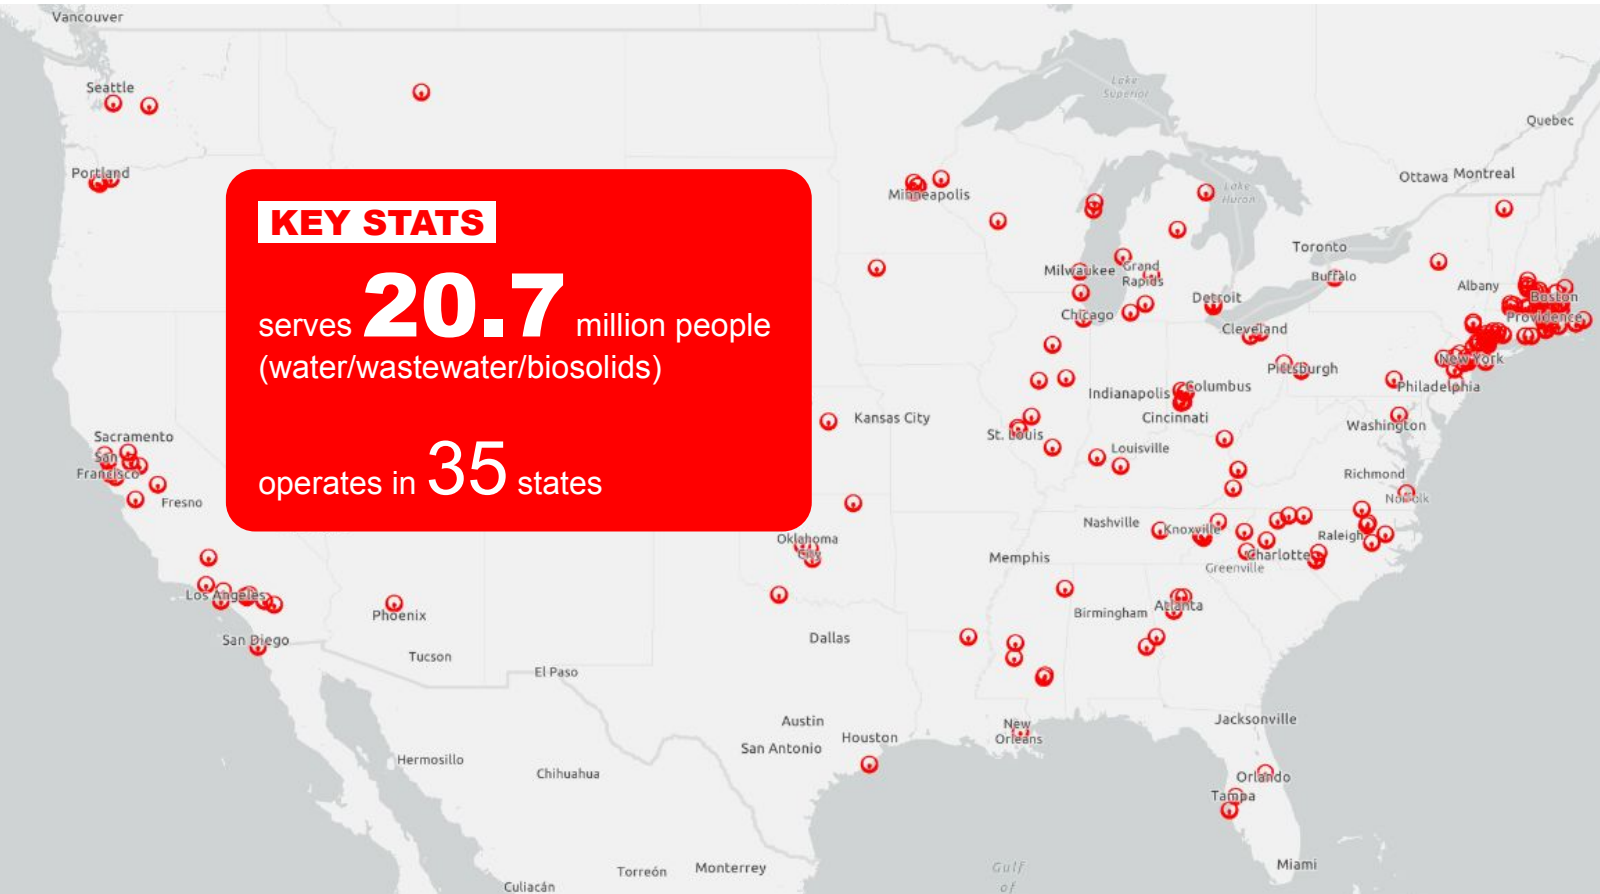 Vancouver
Seattle
Portland
KEY STATS
serves 20.7 million people
(water/wastewater/biosolids)
operates in 35 states
Lake
Superior
Quebec
Ottawa
Montreal
Minneapolis
Lake
Huron
Toronto
Milwaukee
Grand
Rapids
Buffalo
Albany
Boston
Detroit
Providence
Chicago
Cleveland
New York
Pittsburgh
Indianapolis
Columbus
Philadelphia
Kansas City
Cincinnati
Washington
St. Louis
Sacramento
San
Francisco
Louisville
Richmond
Fresno
Norfolk
Nashville
Knoxville
Raleigh
Oklahoma
City
Memphis
Charlotte
Greenville
Los Angeles
Phoenix
Birmingham
Atlanta
San Diego
Dallas
Tucson
El Paso
Austin
New
Orleans
Jacksonville
Houston
San Antonio
Hermosillo
Chihuahua
Orlando
Tampa
Torreón
Monterrey
Gulf
of
Miami
Culiacán